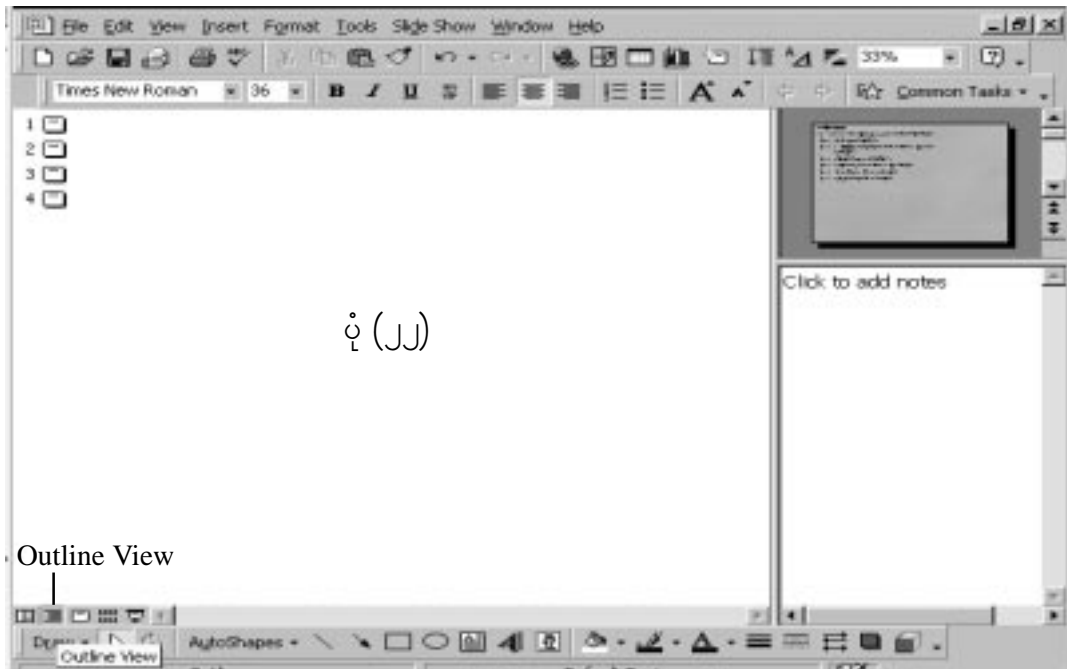 File Edit View Insert Format Tools Slide Show Window Help
33%
Times New Roman 36 B I U S Common Tasks
1
2
3
4
Click to add notes
ပုံ (၂၂)
Outline View
Draw AutoShapes
Outline View